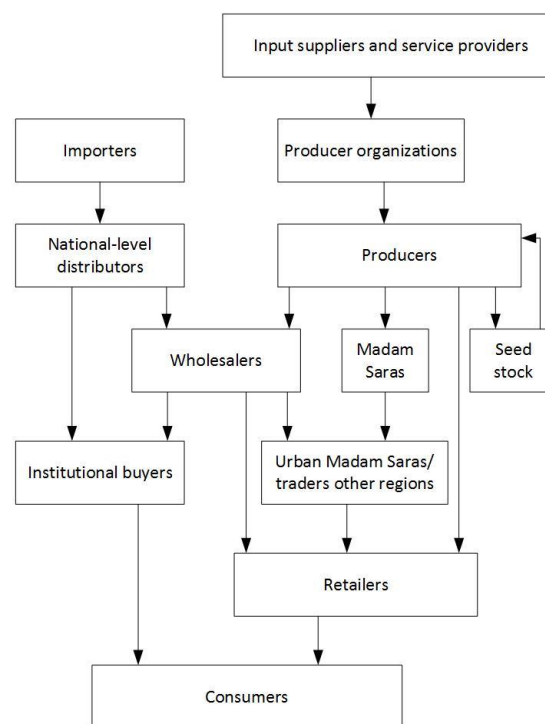 Input suppliers and service providers
Importers
Producer organizations
National-level
distributors
Producers
Wholesalers
Madam
Saras
Seed
stock
Institutional buyers
Urban Madam Saras/
traders other regions
Retailers
Consumers